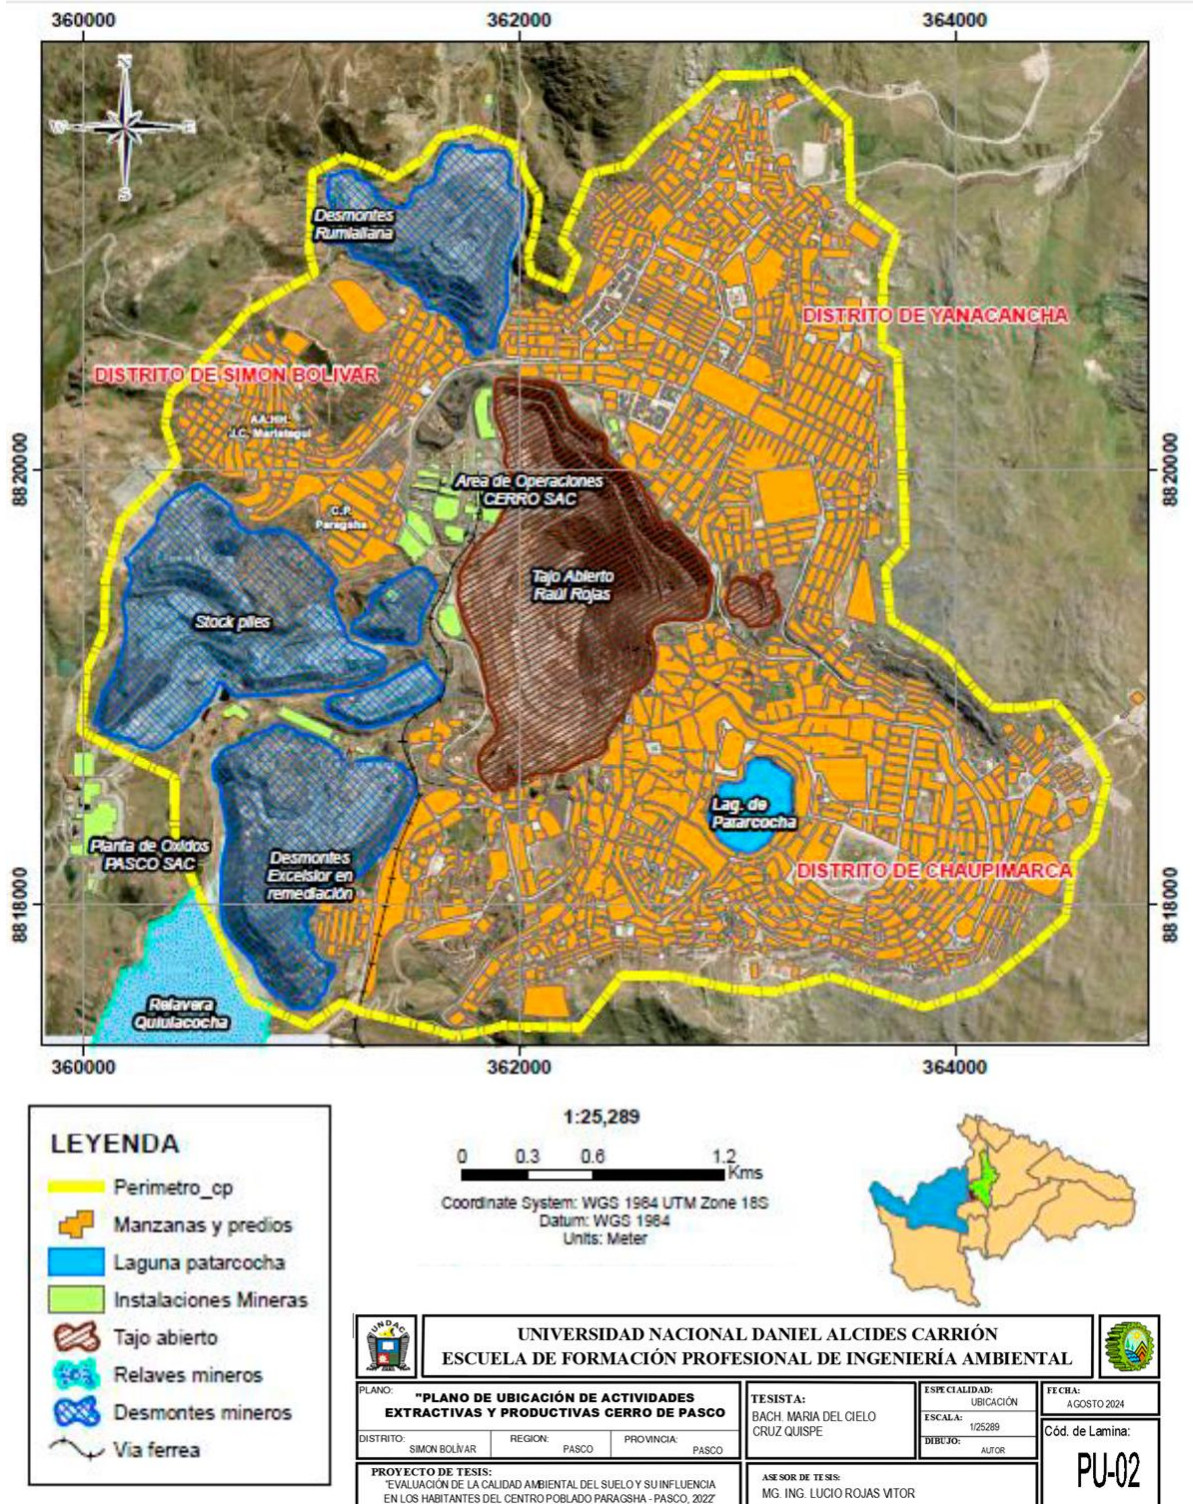 360000
362000
364000
N
W
E
S
Desmontes
Rumiallana
DISTRITO DE YANACANCHA
DISTRITO DE SIMON BOLIVAR
AA.HH.
J.C. Mariategui
8820000
8820000
Area de Operaciones
CERRO SAC
C.P.
Paragsha
Tajo Abierto
Raúl Rojas
Stock piles
Lag. de
Patarcocha
Planta de Oxidos
PASCO SAC
Desmontes
Excelsior en
remediación
DISTRITO DE CHAUPIMARCA
8818000
8818000
Relavera
Quiulacocha
360000
362000
364000
LEYENDA
Perimetro_cp
Manzanas y predios
Laguna patarcocha
Instalaciones Mineras
Tajo abierto
Relaves mineros
Desmontes mineros
Via ferrea
1:25,289
0 0.3 0.6 1.2
Kms
Coordinate System: WGS 1984 UTM Zone 18S
Datum: WGS 1984
Units: Meter
UNDAC
UNIVERSIDAD NACIONAL DANIEL ALCIDES CARRIÓN
ESCUELA DE FORMACIÓN PROFESIONAL DE INGENIERÍA AMBIENTAL
PLANO:
"PLANO DE UBICACIÓN DE ACTIVIDADES
EXTRACTIVAS Y PRODUCTIVAS CERRO DE PASCO
DISTRITO:
SIMON BOLÍVAR
REGION:
PASCO
PROVINCIA:
PASCO
TESISTA:
BACH. MARIA DEL CIELO
CRUZ QUISPE
ESPECIALIDAD:
UBICACIÓN
ESCALA:
1/25289
DIBUJO:
AUTOR
FECHA:
AGOSTO 2024
Cód. de Lamina:
PU-02
PROYECTO DE TESIS:
"EVALUACIÓN DE LA CALIDAD AMBIENTAL DEL SUELO Y SU INFLUENCIA
EN LOS HABITANTES DEL CENTRO POBLADO PARAGSHA - PASCO, 2022"
ASESOR DE TESIS:
MG. ING. LUCIO ROJAS VITOR